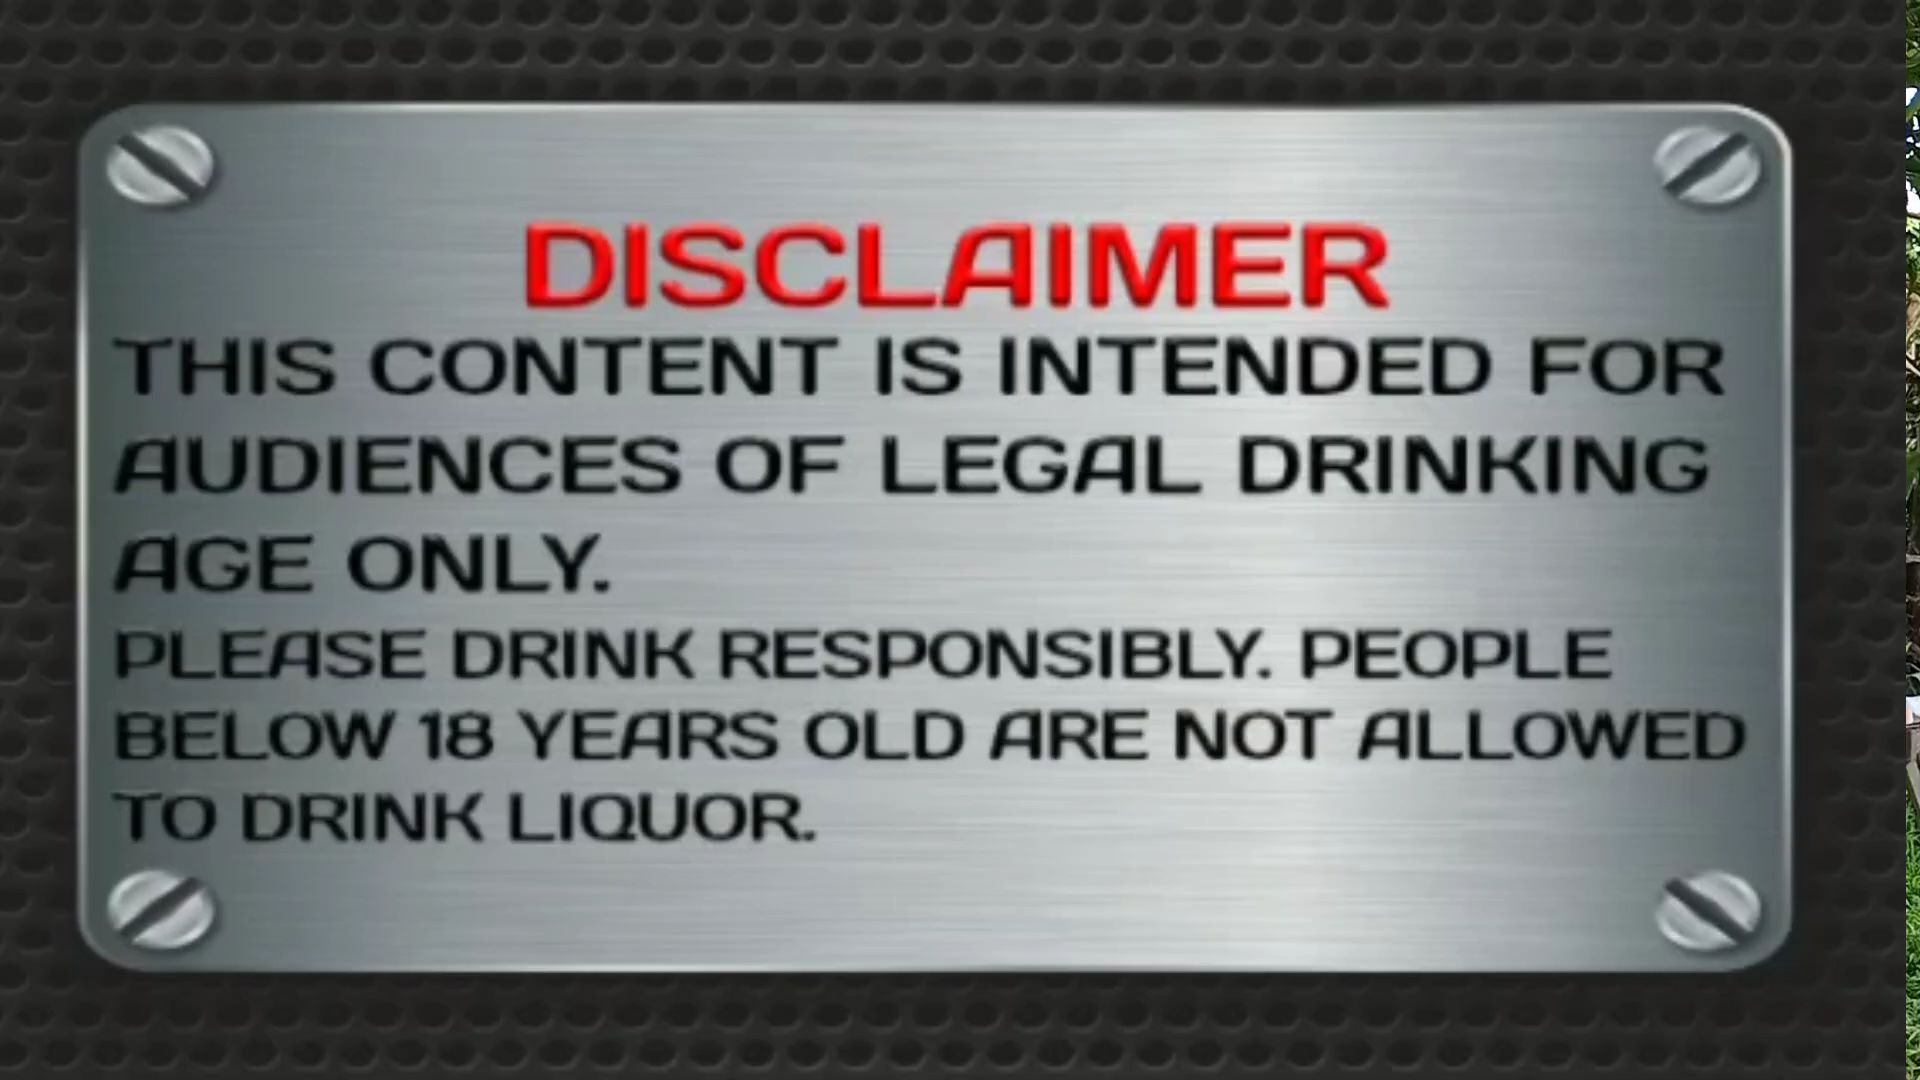 DISCLAIMER
THIS CONTENT IS INTENDED FOR
AUDIENCES OF LEGAL DRINKING
AGE ONLY.
PLEASE DRINK RESPONSIBLY. PEOPLE
BELOW 18 YEARS OLD ARE NOT ALLOWED
TO DRINK LIQUOR.